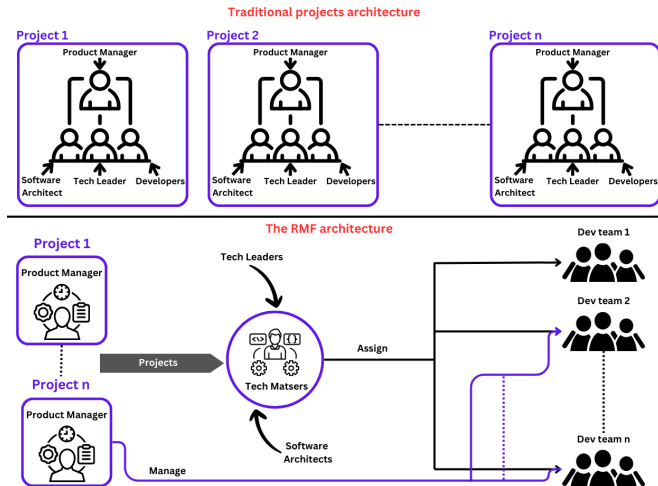 Traditional projects architecture
Project 1
Project 2
Project n
Product Manager
Product Manager
Product Manager
Software
Architect
Tech Leader
Developers
Software
Architect
Tech Leader
Developers
Software
Architect
Tech Leader
Developers
The RMF architecture
Project 1
Product Manager
Tech Leaders
Dev team 1
Dev team 2
Projects
</>
{}
Tech Matsers
Assign
Project n
Product Manager
Software
Architects
Manage
Dev team n